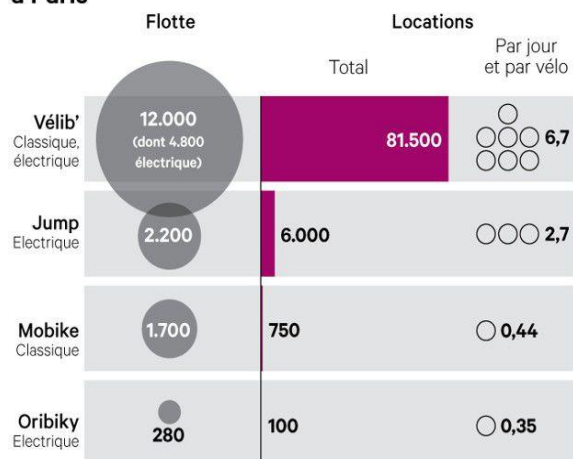 à Paris
Flotte
Locations
Total
Par jour
et par vélo
Vélib'
Classique,
électrique
12.000
(dont 4.800
électrique)
81.500
6,7
Jump
Electrique
2.200
6.000
2,7
Mobike
Classique
1.700
750
0,44
Oribiky
Electrique
280
100
0,35